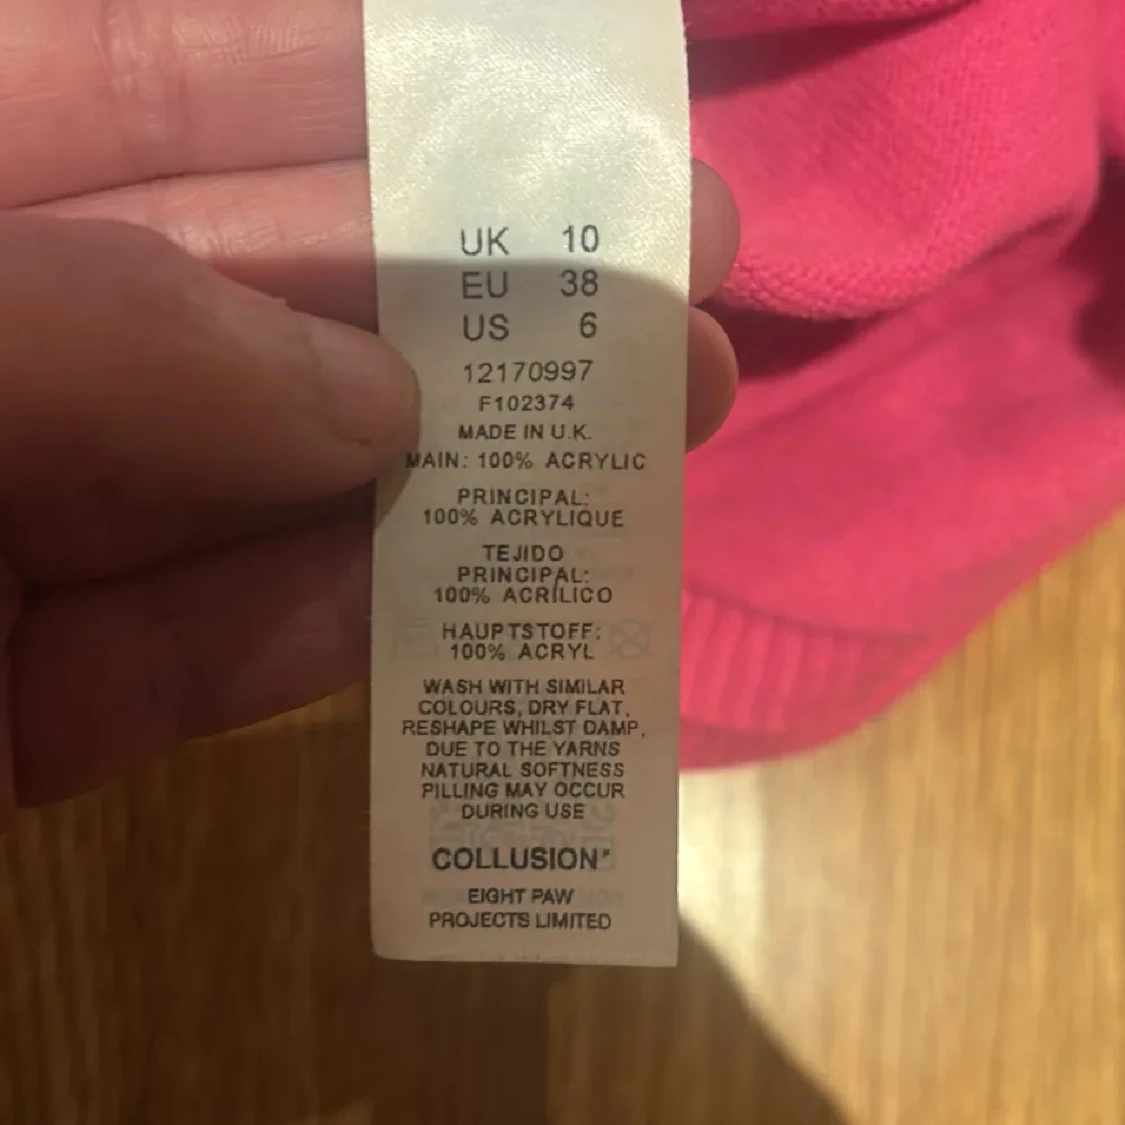 UK 10
EU 38
US 6
12170997
F102374
MADE IN U.K.
MAIN: 100% ACRYLIC
PRINCIPAL:
100% ACRYLIQUE
TEJIDO
PRINCIPAL:
100% ACRÍLICO
HAUPTSTOFF:
100% ACRYL
WASH WITH SIMILAR
COLOURS, DRY FLAT,
RESHAPE WHILST DAMP,
DUE TO THE YARNS
NATURAL SOFTNESS
PILLING MAY OCCUR
DURING USE
COLLUSION"
EIGHT PAW
PROJECTS LIMITED